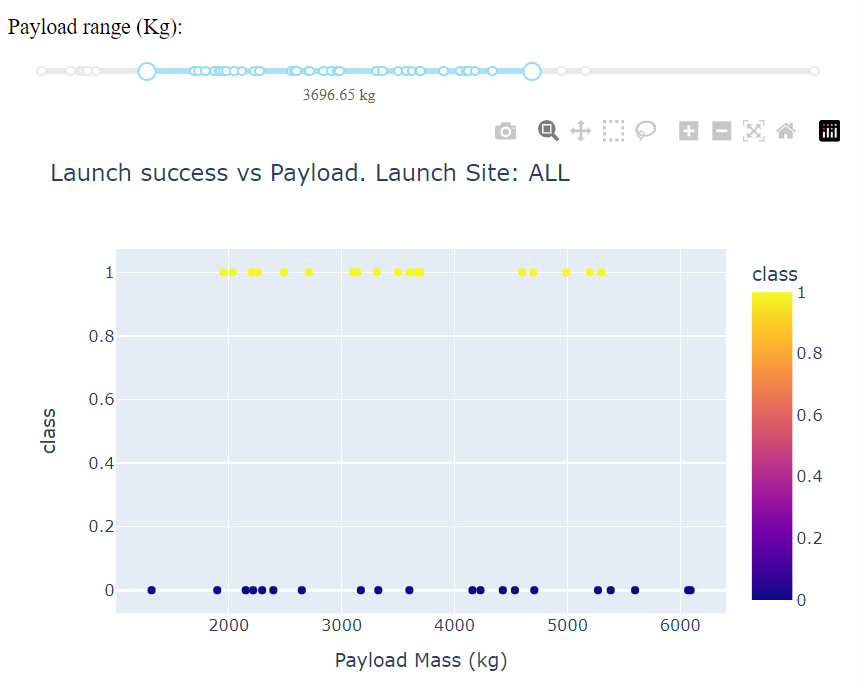 Payload range (Kg):
3696.65 kg
Launch success vs Payload. Launch Site: ALL
class
1
0.8
0.6
0.4
0.2
0
class
2000 3000 4000 5000 6000
Payload Mass (kg)
class
1
0.8
0.6
0.4
0.2
0